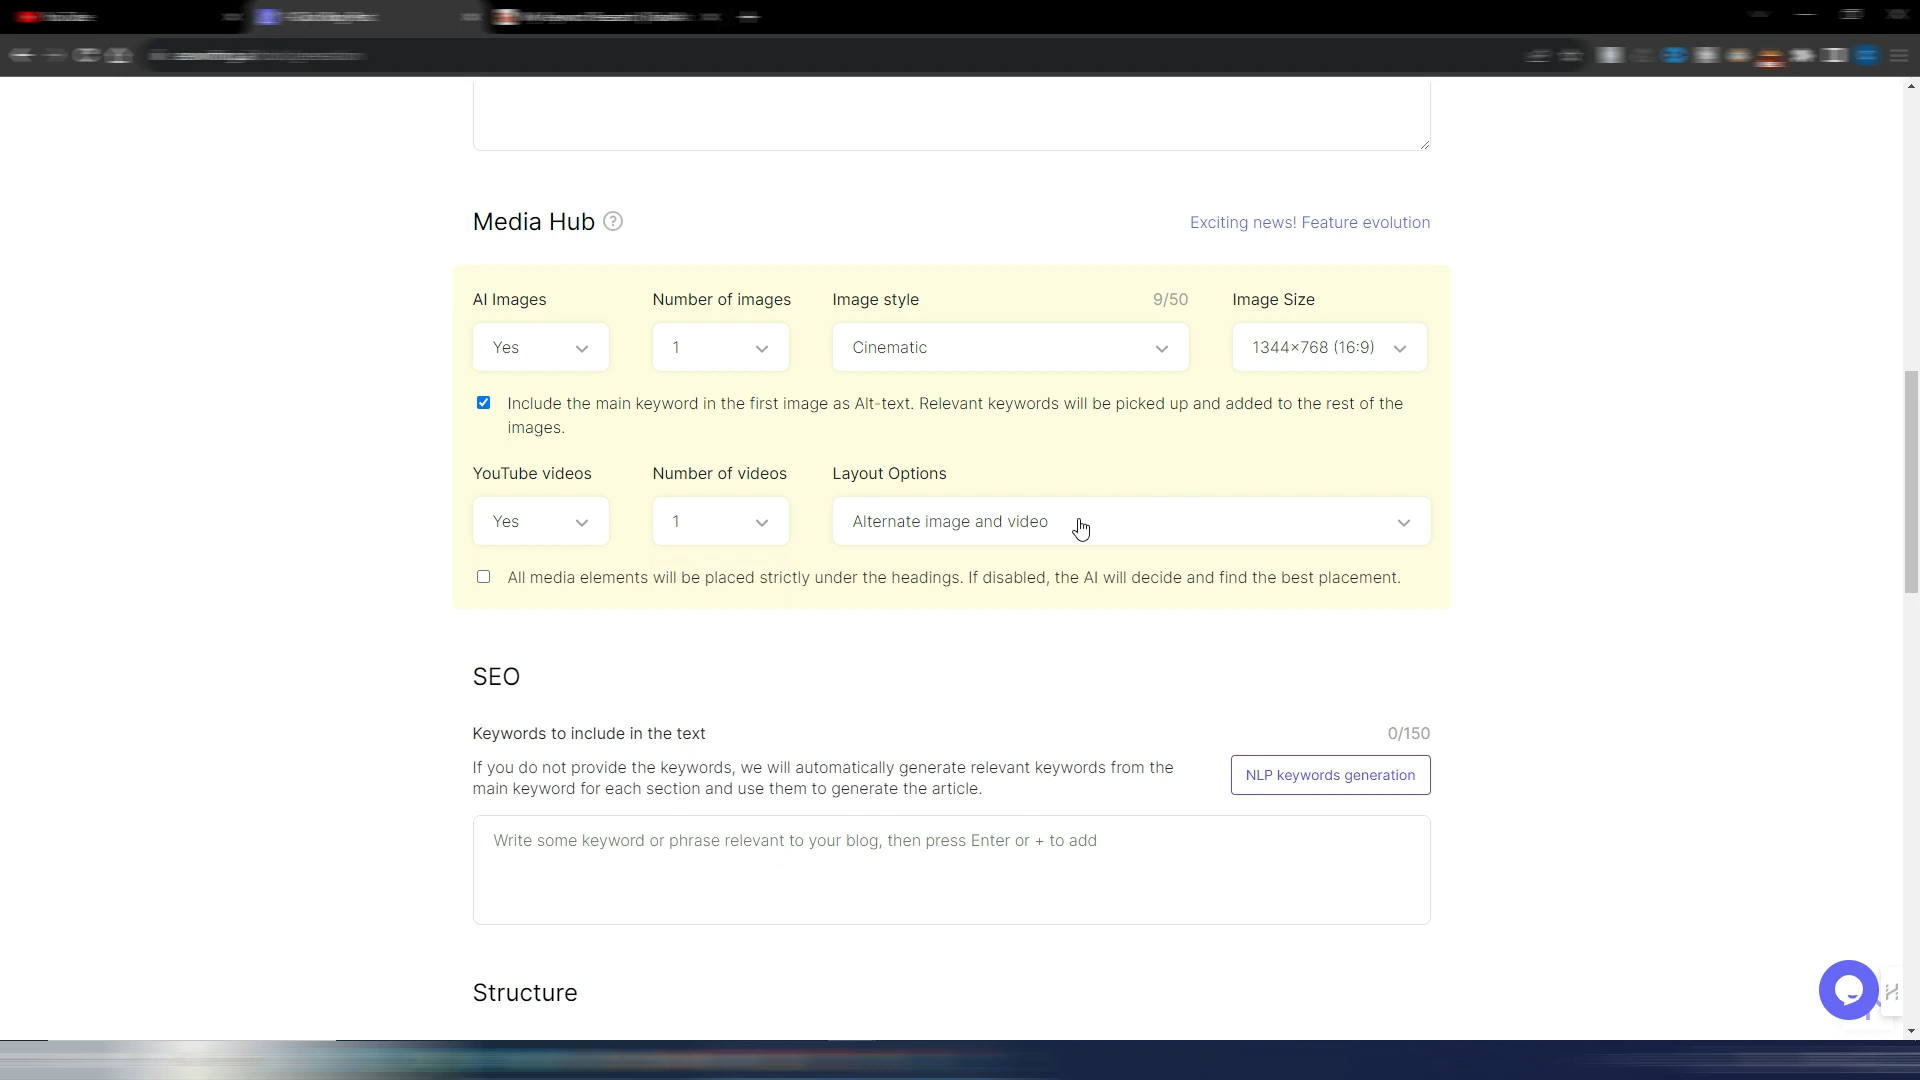 Media Hub ?
Exciting news! Feature evolution
AI Images
Number of images
Image style
9/50
Image Size
Yes
1
Cinematic
1344×768 (16:9)
Include the main keyword in the first image as Alt-text. Relevant keywords will be picked up and added to the rest of the
images.
YouTube videos
Number of videos
Layout Options
Yes
1
Alternate image and video
All media elements will be placed strictly under the headings. If disabled, the AI will decide and find the best placement.
SEO
Keywords to include in the text
0/150
If you do not provide the keywords, we will automatically generate relevant keywords from the
main keyword for each section and use them to generate the article.
NLP keywords generation
Write some keyword or phrase relevant to your blog, then press Enter or + to add
Structure